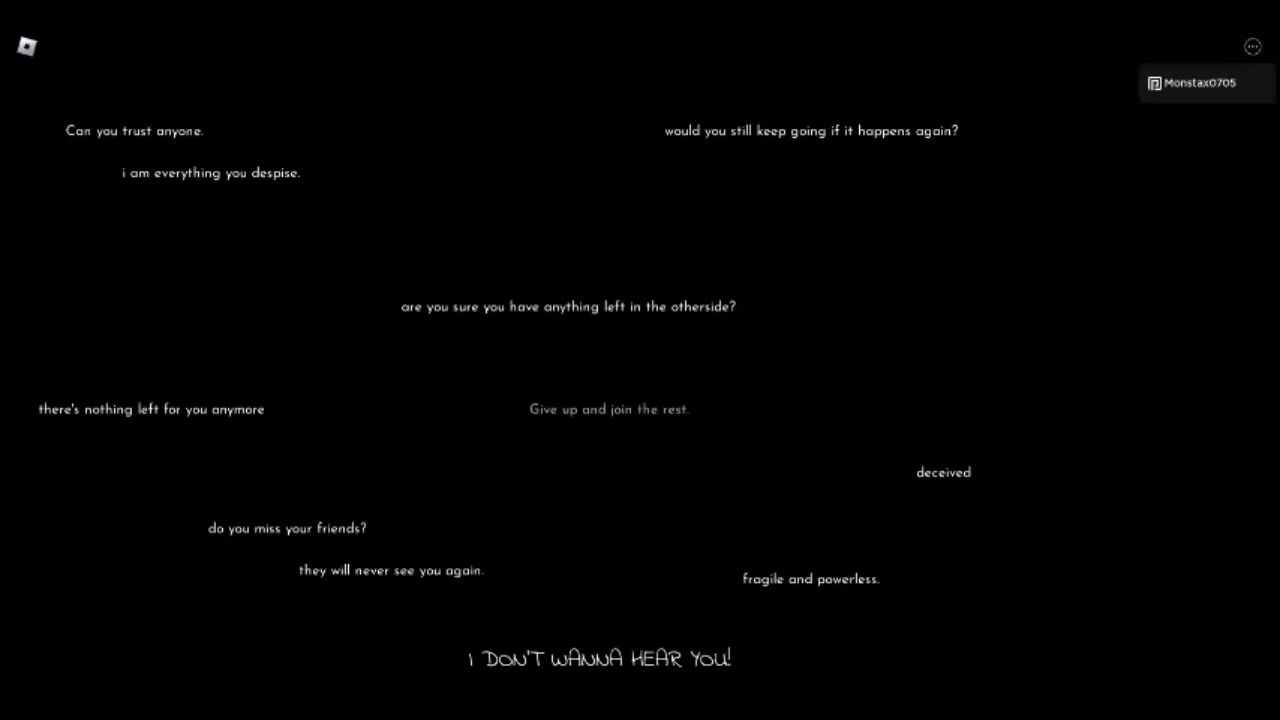 Monstax0705
Can you trust anyone.
would you still keep going if it happens again?
i am everything you despise.
are you sure you have anything left in the otherside?
there's nothing left for you anymore
Give up and join the rest.
deceived
do you miss your friends?
they will never see you again.
fragile and powerless.
I DON'T WANNA HEAR YOU!